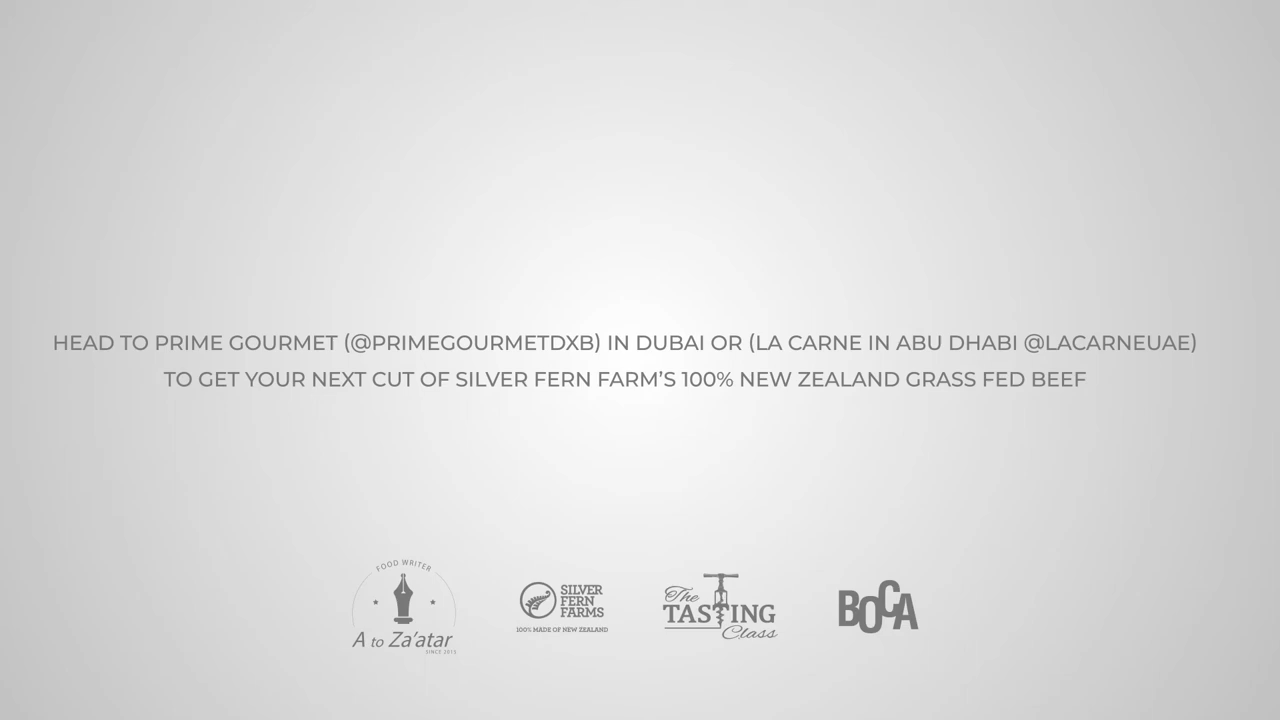 HEAD TO PRIME GOURMET (@PRIMEGOURMETDXB) IN DUBAI OR (LA CARNE IN ABU DHABI @LACARNEUAE)
TO GET YOUR NEXT CUT OF SILVER FERN FARM’S 100% NEW ZEALAND GRASS FED BEEF
FOOD WRITER
A to Za'atar
SINCE 2013
SILVER
FERN
FARMS
100% MADE OF NEW ZEALAND
The
TASTING
Class
BOCA